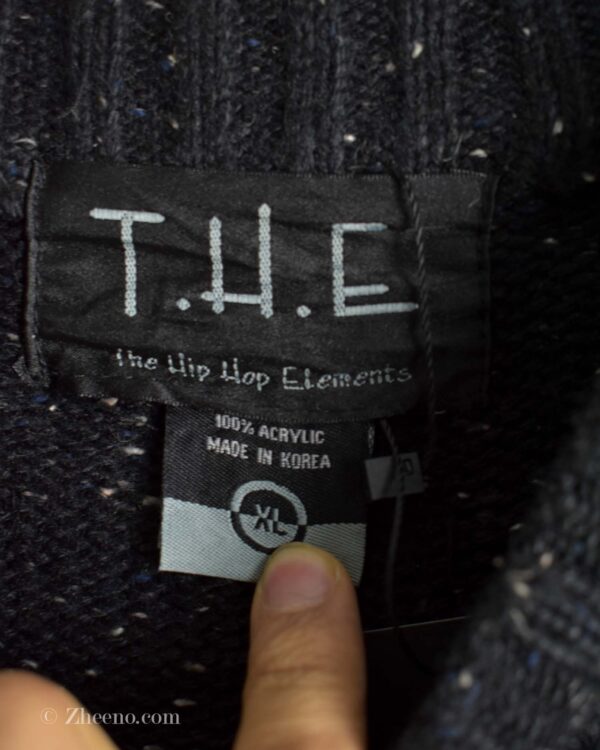 T.H.E
The Hip Hop Elements
100% ACRYLIC
MADE IN KOREA
XL
© Zheeno.com